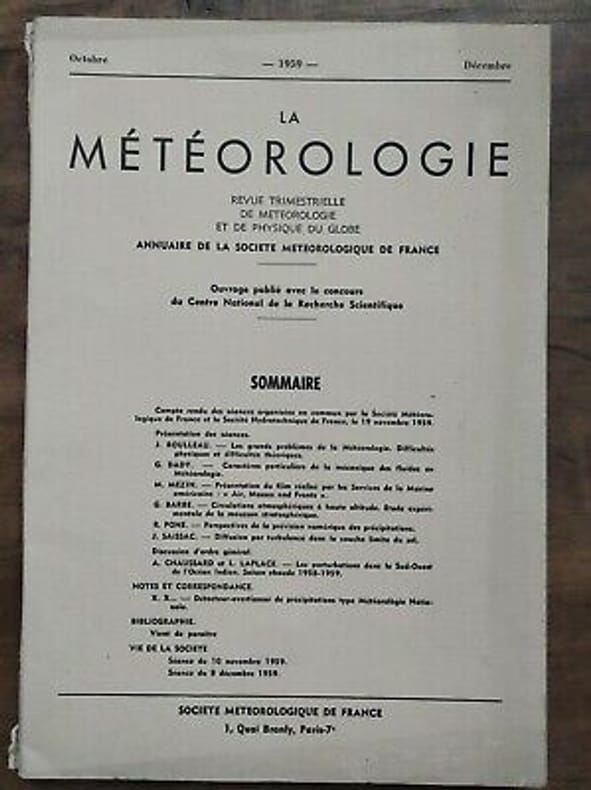 Octobre — 1959 — Décembre
LA
MÉTÉOROLOGIE
REVUE TRIMESTRIELLE
DE METEOROLOGIE
ET DE PHYSIQUE DU GLOBE
ANNUAIRE DE LA SOCIETE METEOROLOGIQUE DE FRANCE
Ouvrage publié avec le concours
du Centre National de la Recherche Scientifique
SOMMAIRE
Compte rendu des séances organisées en commun par la Société Météoro-
logique de France et la Société Hydrotechnique de France, le 19 novembre 1959.
Présentation des séances.
J. ROULLEAU. — Les grands problèmes de la Météorologie. Difficultés
physiques et difficultés théoriques.
G. DADY. — Caractères particuliers de la mécanique des fluides en
Météorologie.
M. MEZIN. — Présentation du film réalisé par les Services de la Marine
américaine : « Air, Masses and Fronts ».
G. BARBE. — Circulations atmosphériques à haute altitude. Etude expéri-
mentale de la mousson stratosphérique.
R. PONE. — Perspectives de la prévision numérique des précipitations.
J. SAISSAC. — Diffusion par turbulence dans la couche limite du sol.
Discussion d'ordre général.
A. CHAUSSARD et L. LAPLACE. — Les perturbations dans le Sud-Ouest
de l'Océan Indien. Saison chaude 1958-1959.
NOTES ET CORRESPONDANCE.
X. X... — Détecteur-avertisseur de précipitations type Météorologie Natio-
nale.
BIBLIOGRAPHIE.
Vient de paraître
VIE DE LA SOCIETE
Séance du 10 novembre 1959.
Séance du 8 décembre 1959.
SOCIETE METEOROLOGIQUE DE FRANCE
1, Quai Branly, Paris-7e